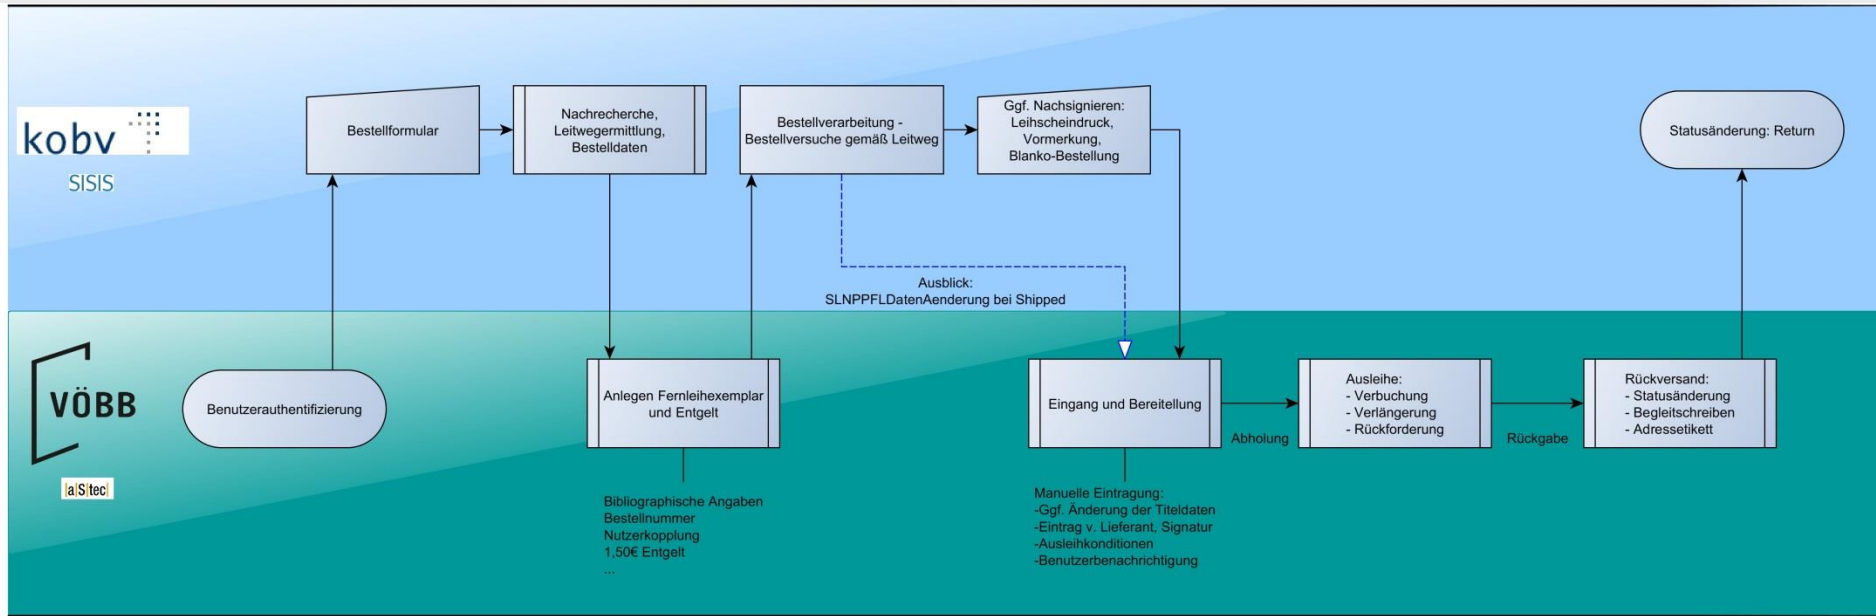 kobv
SISIS
Bestellformular
Nachrecherche,
Leitwegermittlung,
Bestelldaten
Bestellverarbeitung -
Bestellversuche gemäß Leitweg
Ggf. Nachsignieren:
Leihscheindruck,
Vormerkung,
Blanko-Bestellung
Statusänderung: Return
Ausblick:
SLNPPFLDatenAenderung bei Shipped
VÖBB
|a|S|tec|
Benutzerauthentifizierung
Anlegen Fernleihexemplar
und Entgelt
Bibliographische Angaben
Bestellnummer
Nutzerkopplung
1,50€ Entgelt
...
Eingang und Bereitellung
Manuelle Eintragung:
-Ggf. Änderung der Titeldaten
-Eintrag v. Lieferant, Signatur
-Ausleihkonditionen
-Benutzerbenachrichtigung
Abholung
Ausleihe:
- Verbuchung
- Verlängerung
- Rückforderung
Rückgabe
Rückversand:
- Statusänderung
- Begleitschreiben
- Adressetikett